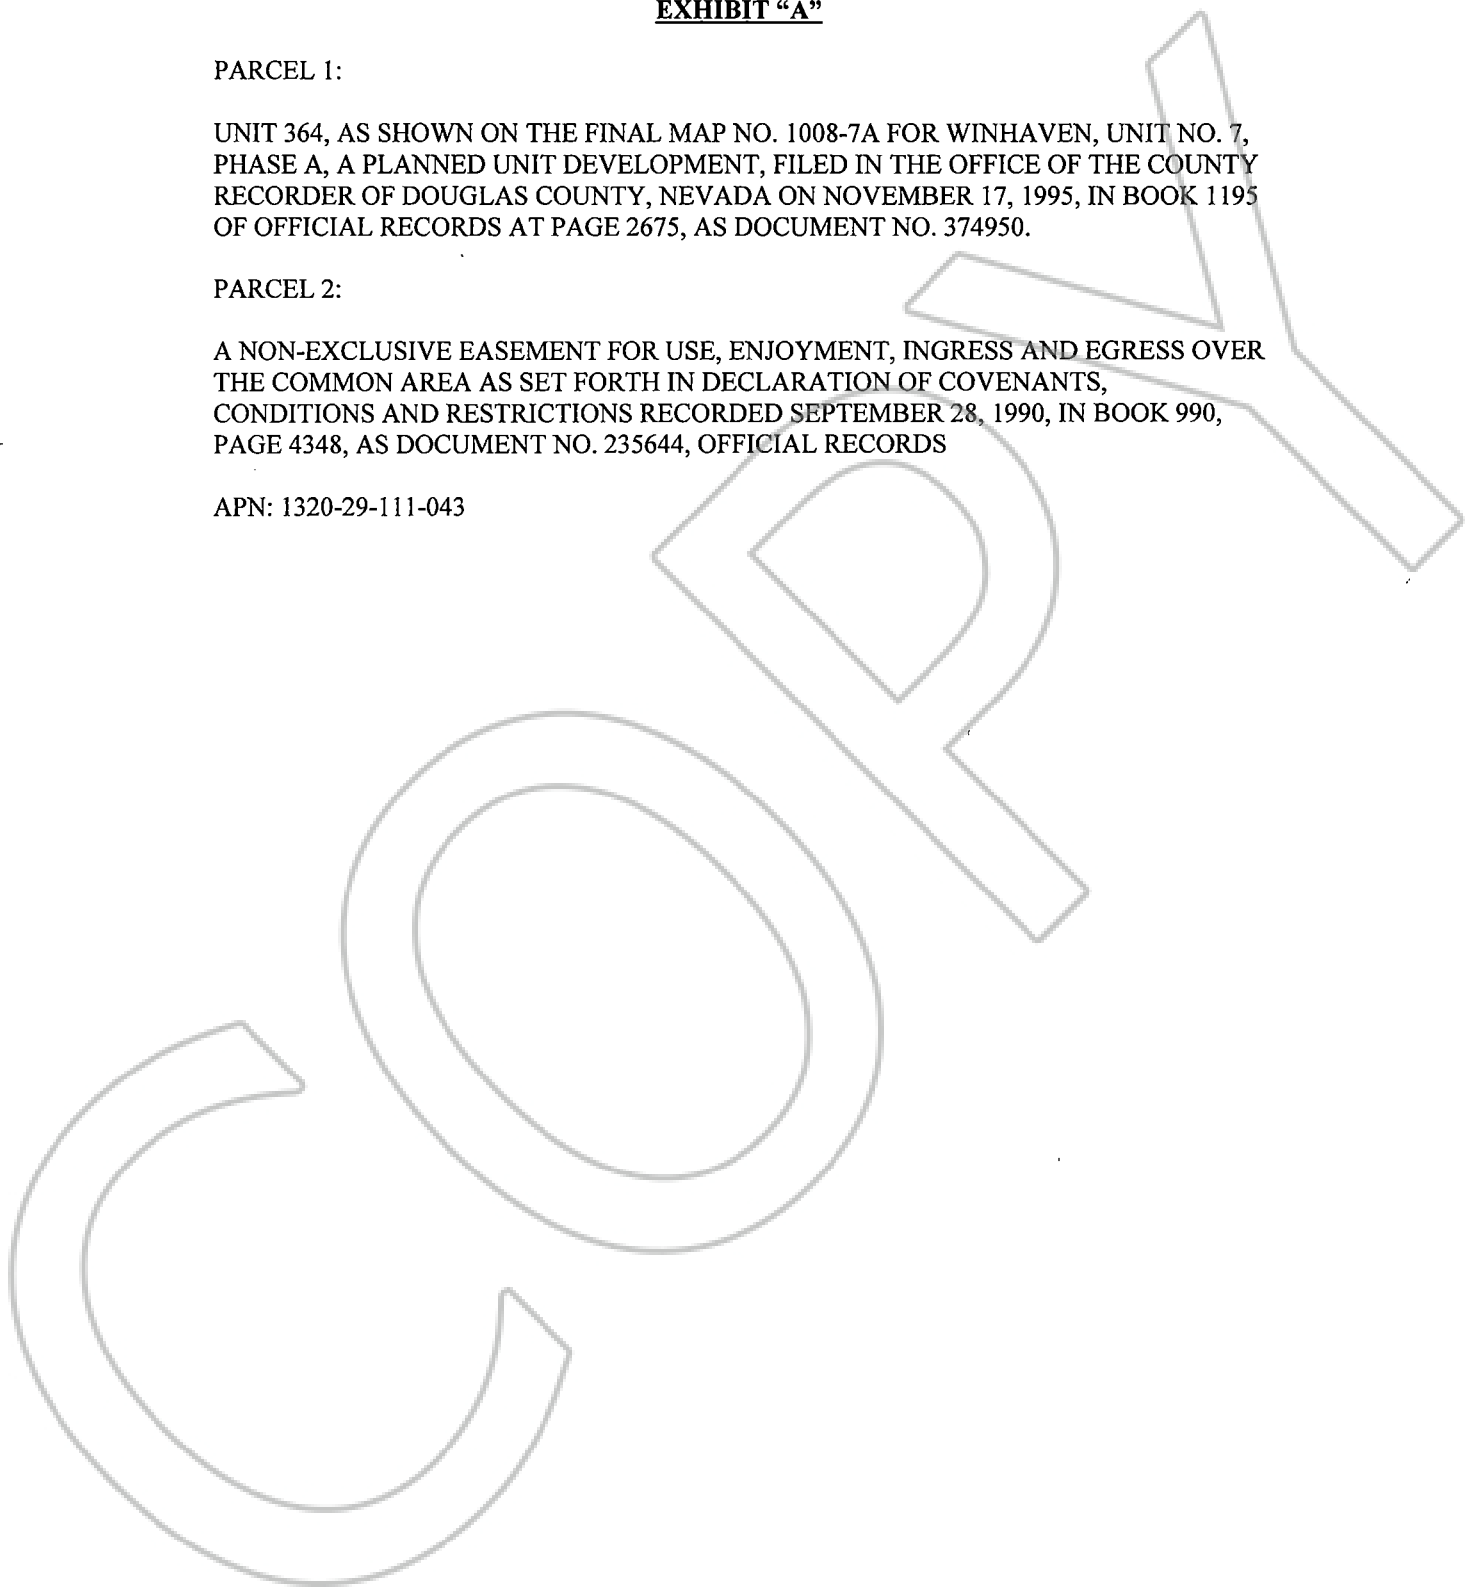 EXHIBIT “A”
PARCEL 1:
UNIT 364, AS SHOWN ON THE FINAL MAP NO. 1008-7A FOR WINHAVEN, UNIT NO. 7,
PHASE A, A PLANNED UNIT DEVELOPMENT, FILED IN THE OFFICE OF THE COUNTY
RECORDER OF DOUGLAS COUNTY, NEVADA ON NOVEMBER 17, 1995, IN BOOK 1195
OF OFFICIAL RECORDS AT PAGE 2675, AS DOCUMENT NO. 374950.
PARCEL 2:
A NON-EXCLUSIVE EASEMENT FOR USE, ENJOYMENT, INGRESS AND EGRESS OVER
THE COMMON AREA AS SET FORTH IN DECLARATION OF COVENANTS,
CONDITIONS AND RESTRICTIONS RECORDED SEPTEMBER 28, 1990, IN BOOK 990,
PAGE 4348, AS DOCUMENT NO. 235644, OFFICIAL RECORDS
APN: 1320-29-111-043
COPY